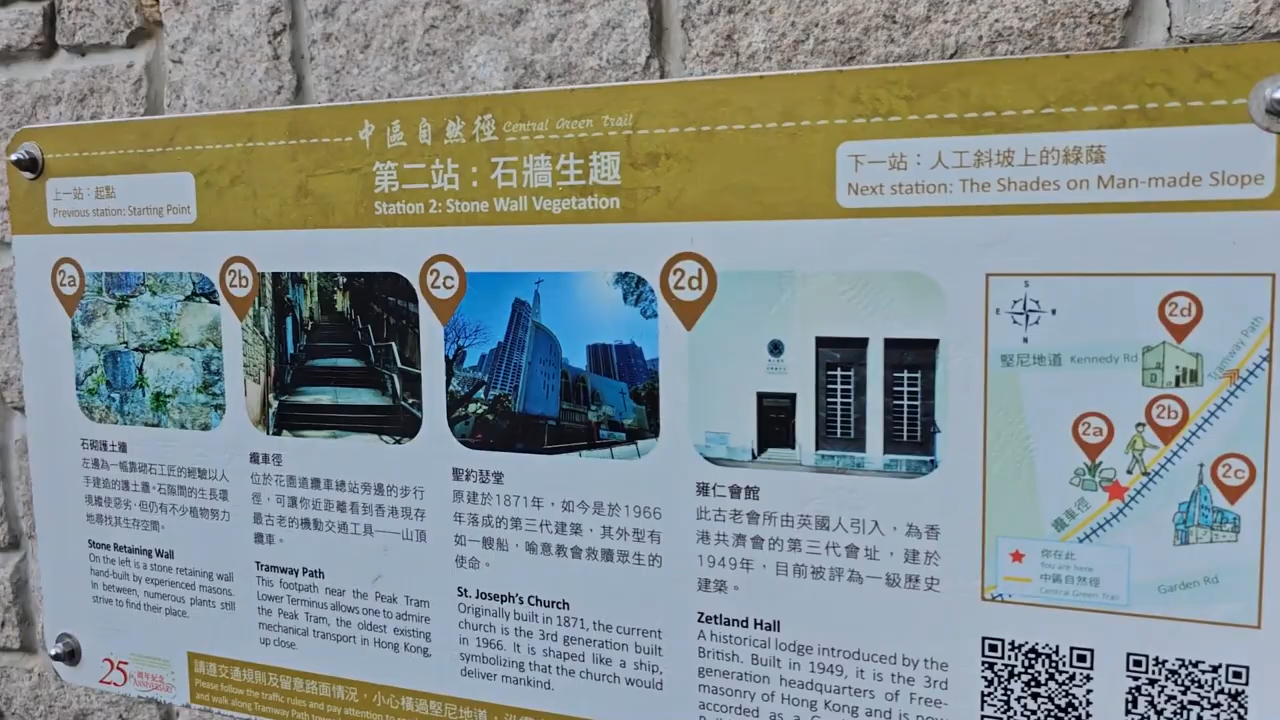 中區自然徑 Central Green Trail
第二站：石牆生趣
Station 2: Stone Wall Vegetation
上一站：起點
Previous station: Starting Point
下一站：人工斜坡上的綠蔭
Next station: The Shades on Man-made Slope
2a
2b
2c
2d
石砌護土牆
左邊為一幅靠砌石工匠的經驗以人
手建造的護土牆。石隙間的生長環
境縱使惡劣，但仍有不少植物努力
地尋找其生存空間。
Stone Retaining Wall
On the left is a stone retaining wall
hand-built by experienced masons.
In between, numerous plants still
strive to find their place.
纜車徑
位於花園道纜車總站旁邊的步行
徑，可讓你近距離看到香港現存
最古老的機動交通工具——山頂
纜車。
Tramway Path
This footpath near the Peak Tram
Lower Terminus allows one to admire
the Peak Tram, the oldest existing
mechanical transport in Hong Kong,
up close.
聖約瑟堂
原建於1871年，如今是於1966
年落成的第三代建築，其外型有
如一艘船，喻意教會救贖眾生的
使命。
St. Joseph's Church
Originally built in 1871, the current
church is the 3rd generation built
in 1966. It is shaped like a ship,
symbolizing that the church would
deliver mankind.
雍仁會館
此古老會所由英國人引入，為香
港共濟會的第三代會址，建於
1949年，目前被評為一級歷史
建築。
Zetland Hall
A historical lodge introduced by the
British. Built in 1949, it is the 3rd
generation headquarters of Free-
masonry of Hong Kong and is now
accorded as a
S
E
W
N
堅尼地道 Kennedy Rd
2d
Tramway Path
2b
2a
2c
纜車徑
Garden Rd
你在此
You are here
中區自然徑
Central Green Trail
25 周年紀念
ANNIVERSARY
請遵交通規則及留意路面情況，小心橫過堅尼地道，
Please follow the traffic rules and pay attention to
and walk along Tramway Path